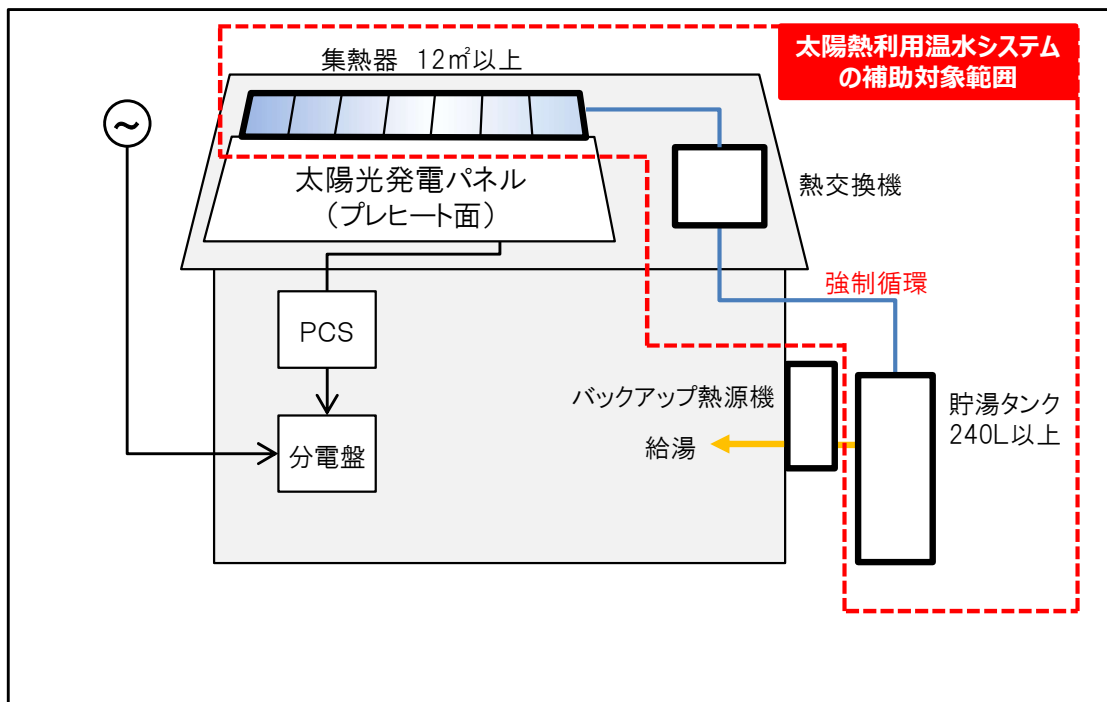 太陽熱利用温水システム
の補助対象範囲
集熱器 12㎡以上
～
太陽光発電パネル
（プレヒート面）
熱交換機
強制循環
PCS
バックアップ熱源機
貯湯タンク
240L以上
給湯
分電盤